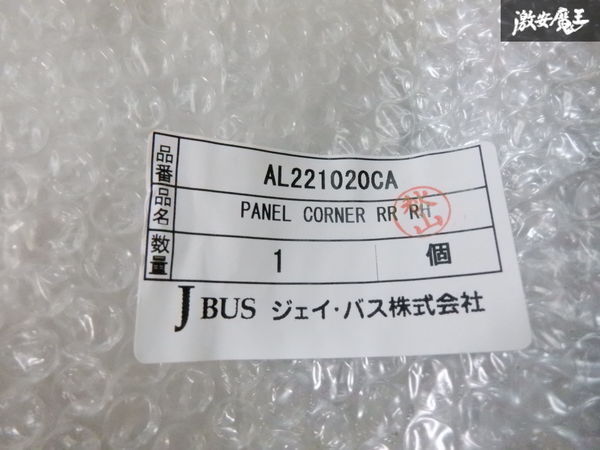 激安魔王
品番 AL221020CA
品名 PANEL CORNER RR RH
数量 1 個
J BUS ジェイ・バス株式会社